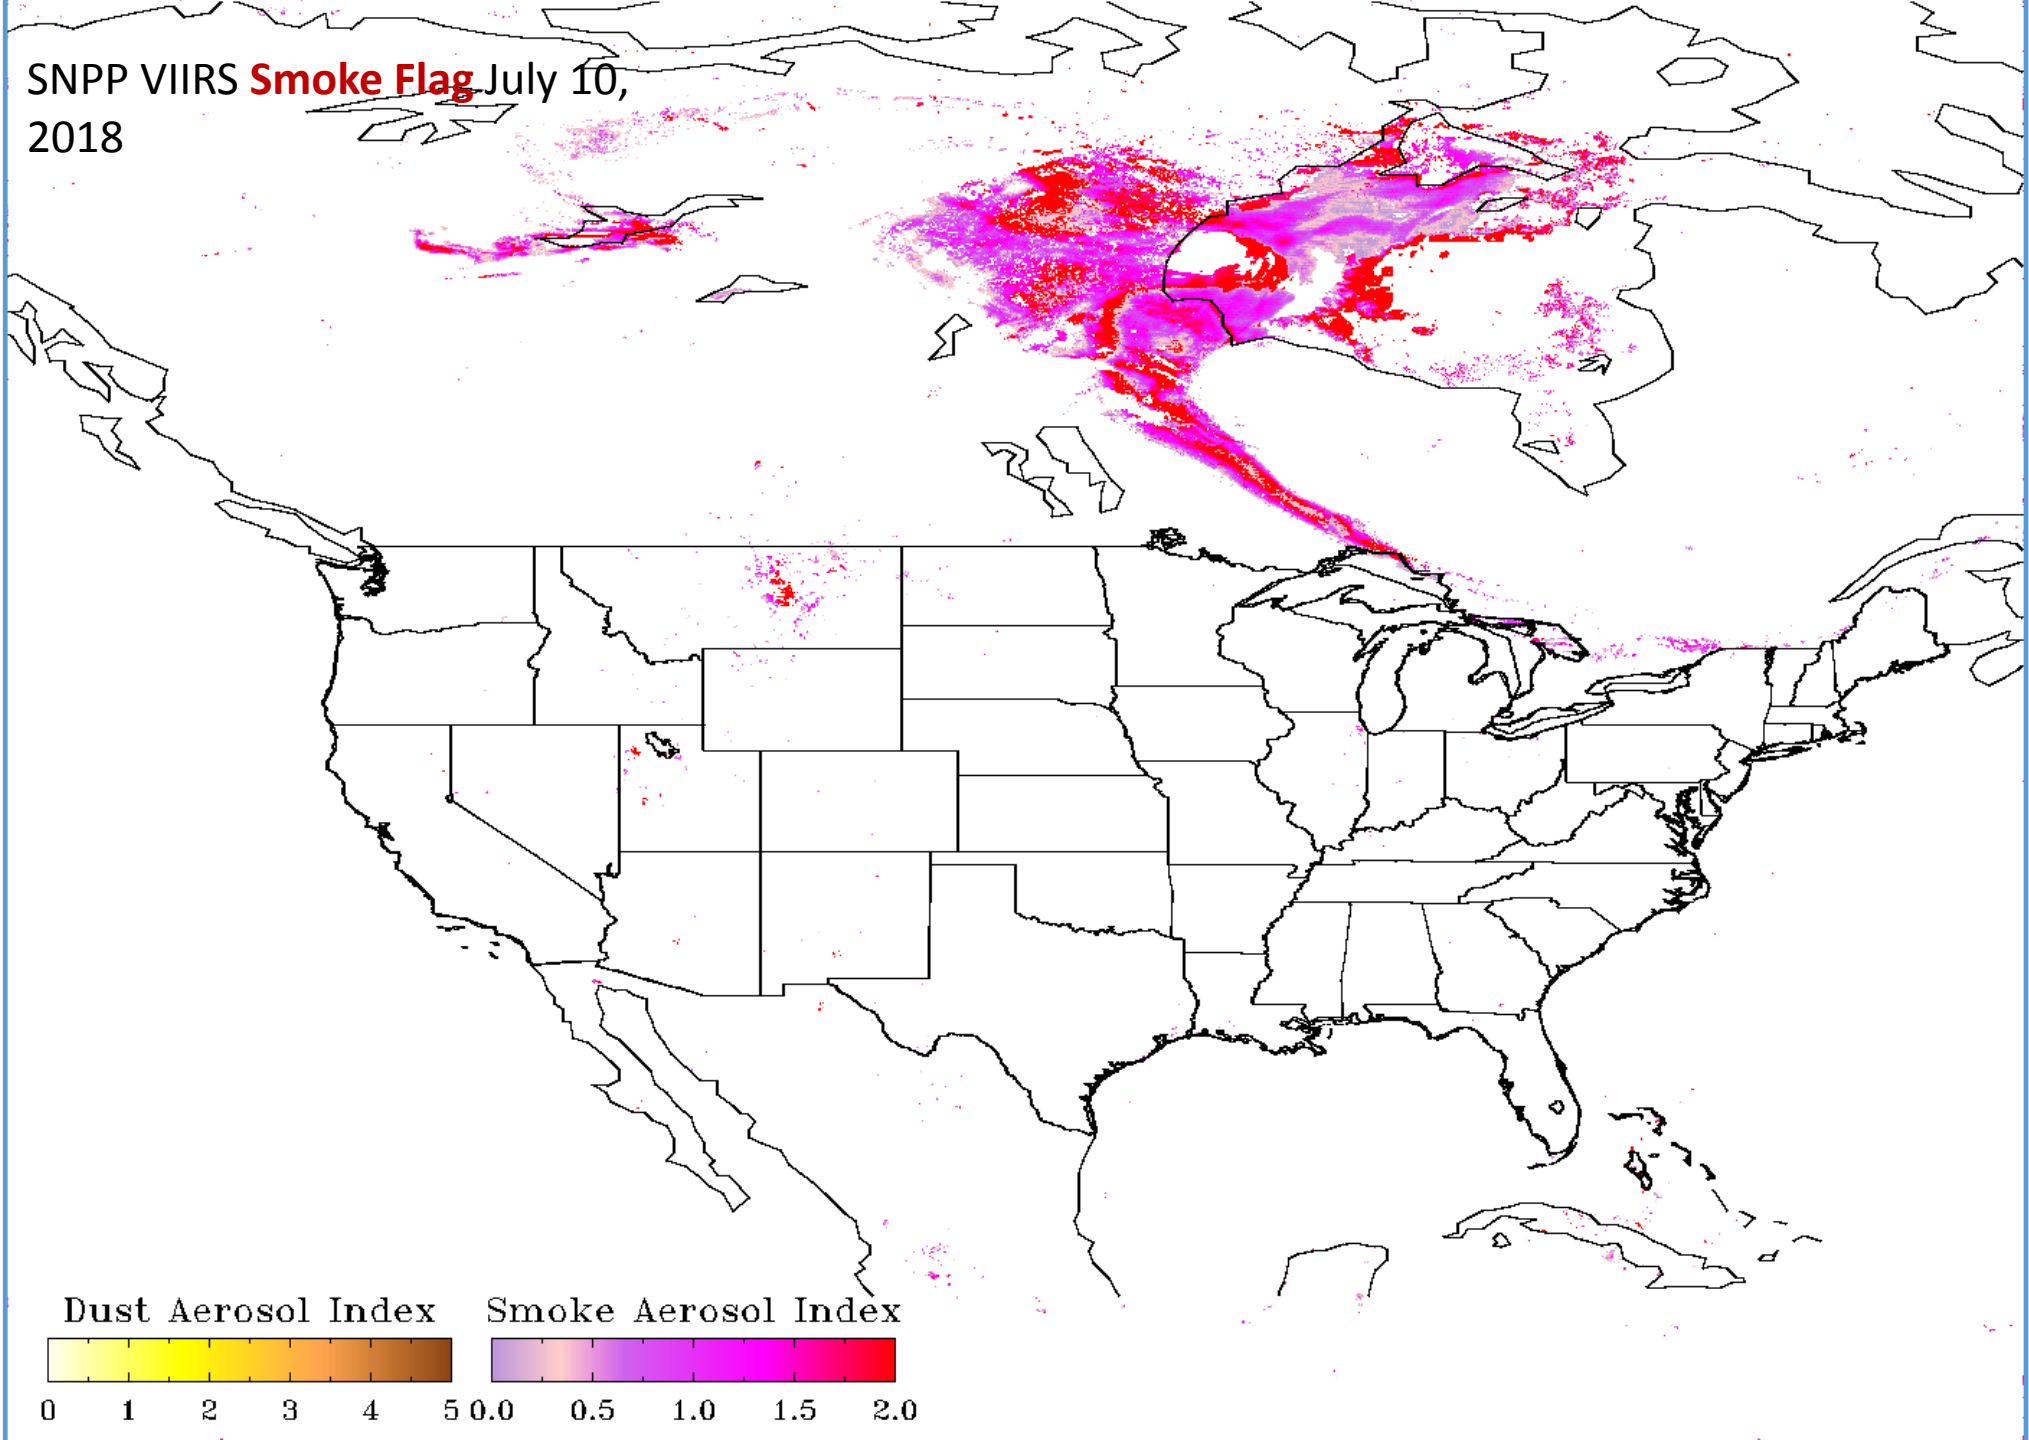 SNPP VIIRS Smoke Flag July 10,
2018
Dust Aerosol Index
0 1 2 3 4 5
Smoke Aerosol Index
0.0 0.5 1.0 1.5 2.0